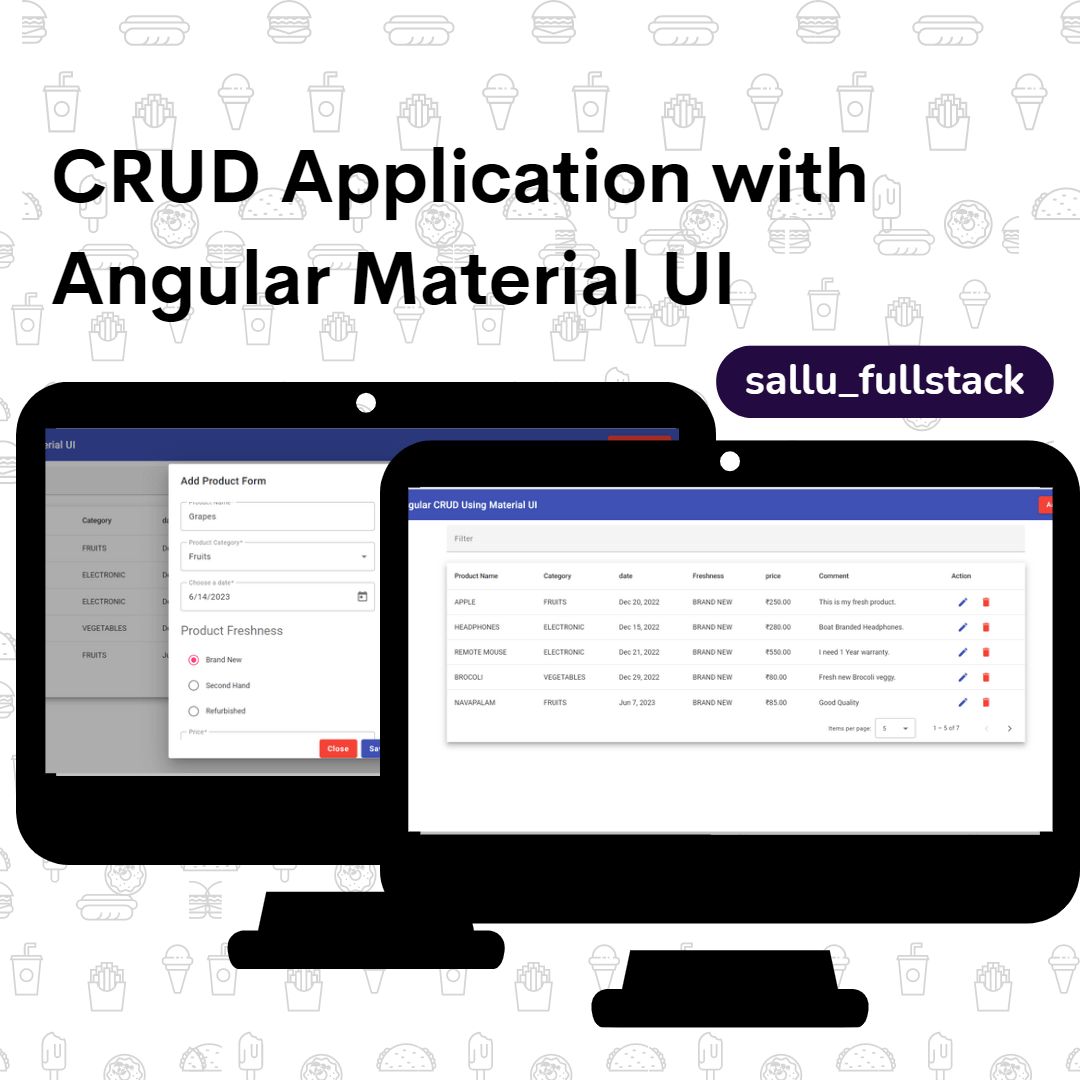 CRUD Application with
Angular Material UI
sallu_fullstack
erial UI
Add Product Form
Product Name
Grapes
Product Category*
Fruits
Choose a date*
6/14/2023
Product Freshness
Brand New
Second Hand
Refurbished
Price*
Close Sa
Category
FRUITS
ELECTRONIC
ELECTRONIC
VEGETABLES
FRUITS
gular CRUD Using Material UI
Filter
Product Name Category date Freshness price Comment Action
APPLE FRUITS Dec 20, 2022 BRAND NEW ₹250.00 This is my fresh product.
HEADPHONES ELECTRONIC Dec 15, 2022 BRAND NEW ₹280.00 Boat Branded Headphones.
REMOTE MOUSE ELECTRONIC Dec 21, 2022 BRAND NEW ₹550.00 I need 1 Year warranty.
BROCOLI VEGETABLES Dec 29, 2022 BRAND NEW ₹80.00 Fresh new Brocoli veggy.
NAVAPALAM FRUITS Jun 7, 2023 BRAND NEW ₹85.00 Good Quality
Items per page: 5 1 – 5 of 7